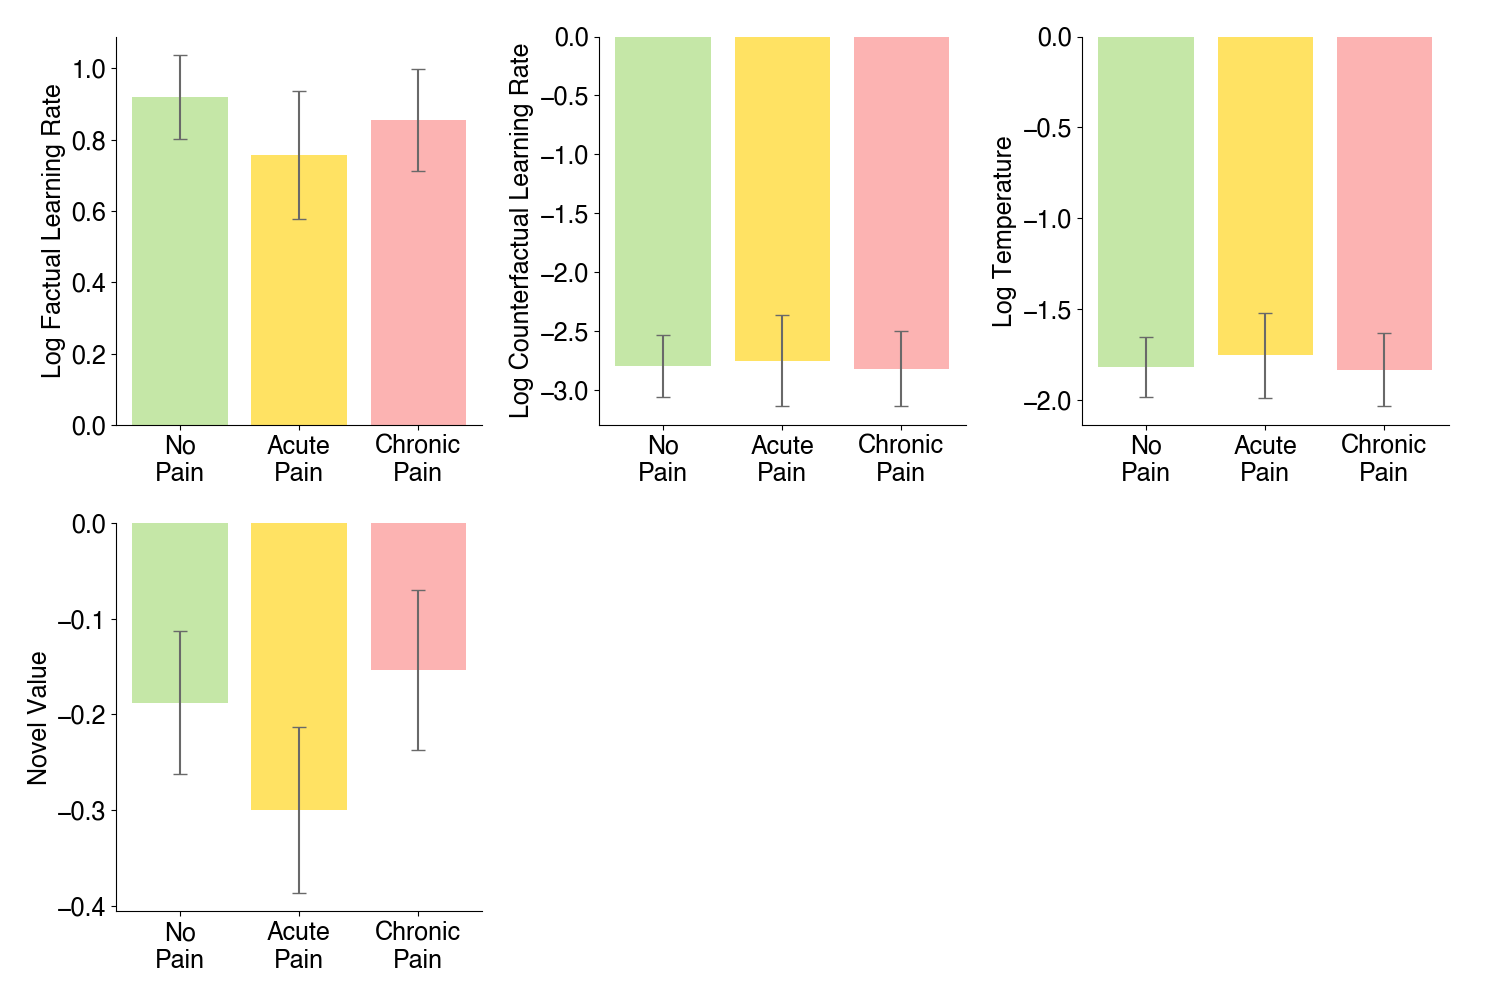 Log Factual Learning Rate
1.0
0.8
0.6
0.4
0.2
0.0
No
Pain
Acute
Pain
Chronic
Pain
Log Counterfactual Learning Rate
0.0
−0.5
−1.0
−1.5
−2.0
−2.5
−3.0
No
Pain
Acute
Pain
Chronic
Pain
Log Temperature
0.0
−0.5
−1.0
−1.5
−2.0
No
Pain
Acute
Pain
Chronic
Pain
Novel Value
0.0
−0.1
−0.2
−0.3
−0.4
No
Pain
Acute
Pain
Chronic
Pain